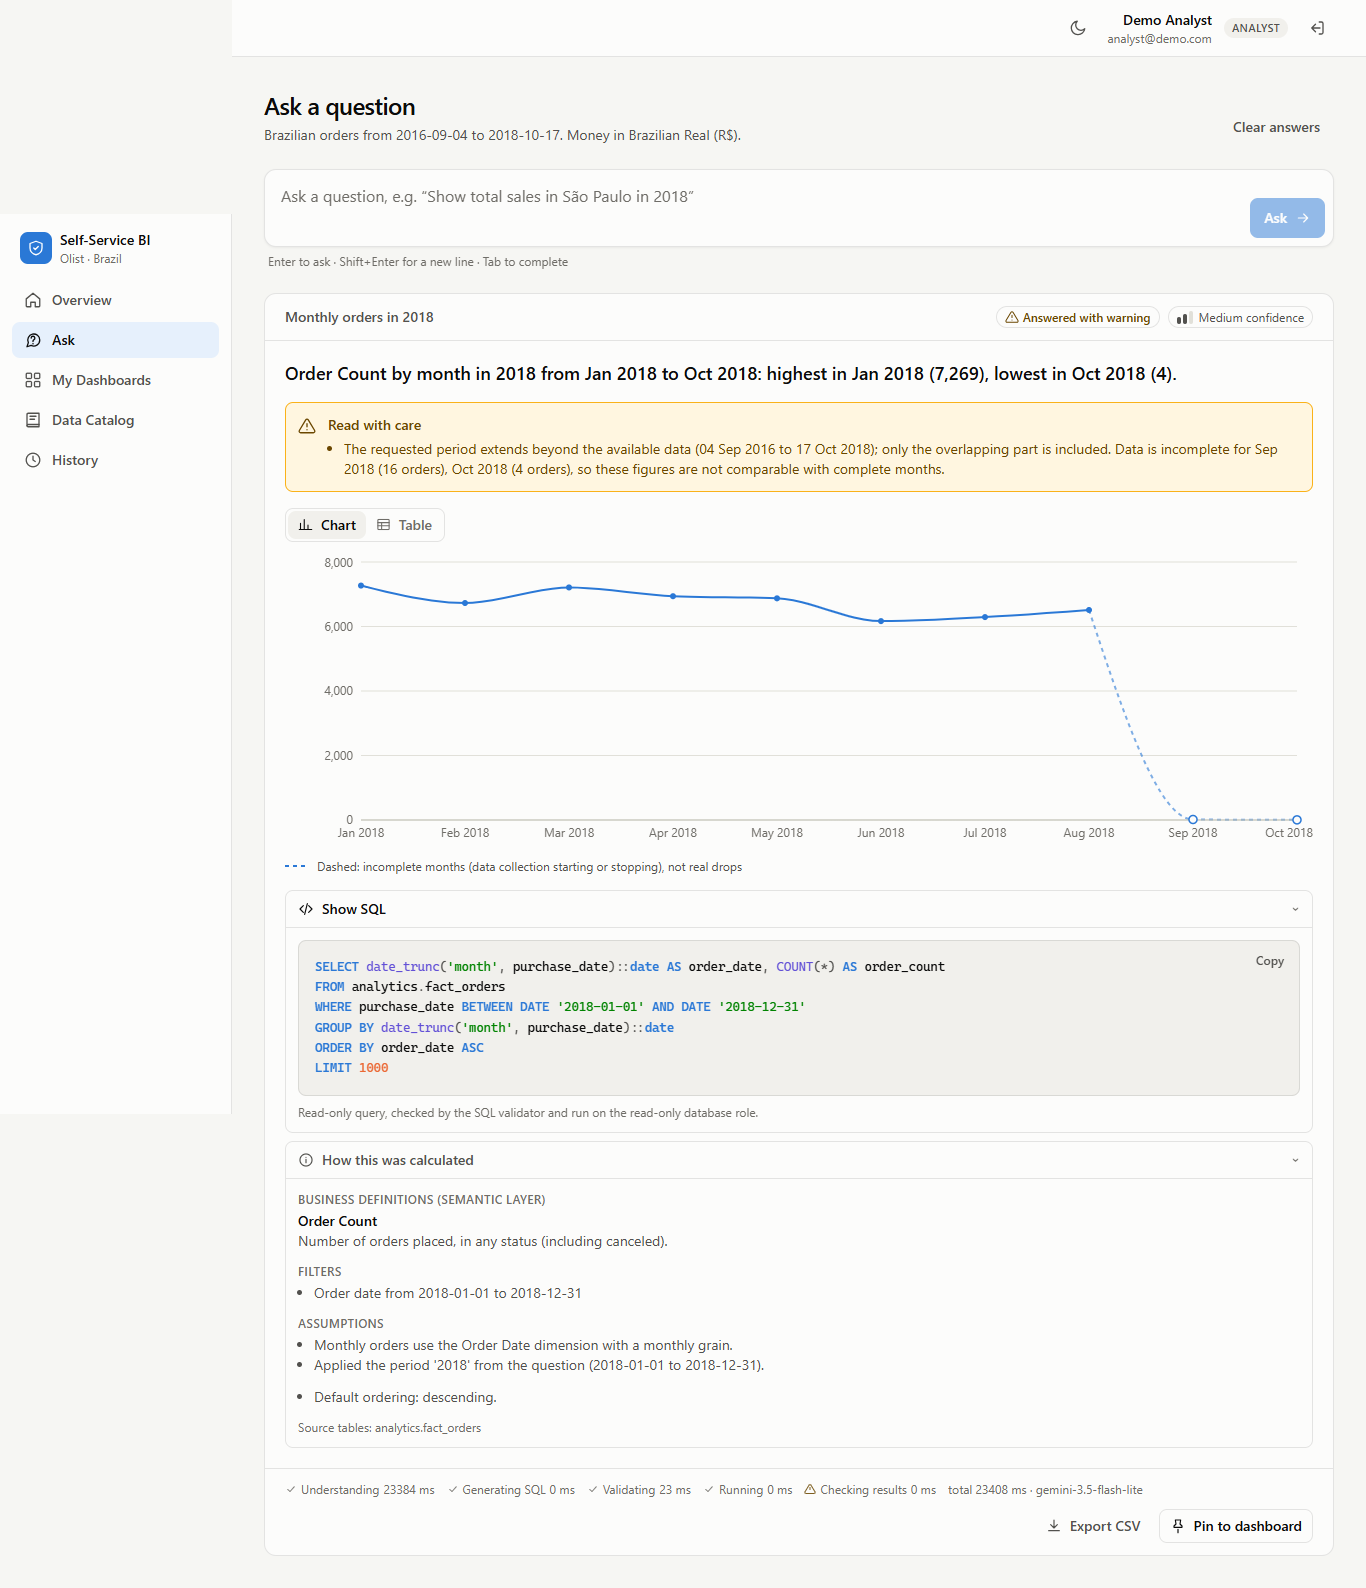 Demo Analyst
analyst@demo.com
ANALYST
Ask a question
Brazilian orders from 2016-09-04 to 2018-10-17. Money in Brazilian Real (R$).
Clear answers
Ask a question, e.g. “Show total sales in São Paulo in 2018”
Ask
Enter to ask · Shift+Enter for a new line · Tab to complete
Self-Service BI
Olist · Brazil
Overview
Ask
My Dashboards
Data Catalog
History
Monthly orders in 2018
Answered with warning
Medium confidence
Order Count by month in 2018 from Jan 2018 to Oct 2018: highest in Jan 2018 (7,269), lowest in Oct 2018 (4).
Read with care
• The requested period extends beyond the available data (04 Sep 2016 to 17 Oct 2018); only the overlapping part is included. Data is incomplete for Sep
2018 (16 orders), Oct 2018 (4 orders), so these figures are not comparable with complete months.
Chart
Table
8,000
6,000
4,000
2,000
0
Jan 2018 Feb 2018 Mar 2018 Apr 2018 May 2018 Jun 2018 Jul 2018 Aug 2018 Sep 2018 Oct 2018
Dashed: incomplete months (data collection starting or stopping), not real drops
Show SQL
Copy
SELECT date_trunc('month', purchase_date)::date AS order_date, COUNT(*) AS order_count
FROM analytics.fact_orders
WHERE purchase_date BETWEEN DATE '2018-01-01' AND DATE '2018-12-31'
GROUP BY date_trunc('month', purchase_date)::date
ORDER BY order_date ASC
LIMIT 1000
Read-only query, checked by the SQL validator and run on the read-only database role.
How this was calculated
BUSINESS DEFINITIONS (SEMANTIC LAYER)
Order Count
Number of orders placed, in any status (including canceled).
FILTERS
• Order date from 2018-01-01 to 2018-12-31
ASSUMPTIONS
• Monthly orders use the Order Date dimension with a monthly grain.
• Applied the period '2018' from the question (2018-01-01 to 2018-12-31).
• Default ordering: descending.
Source tables: analytics.fact_orders
Understanding 23384 ms Generating SQL 0 ms Validating 23 ms Running 0 ms Checking results 0 ms total 23408 ms · gemini-3.5-flash-lite
Export CSV
Pin to dashboard